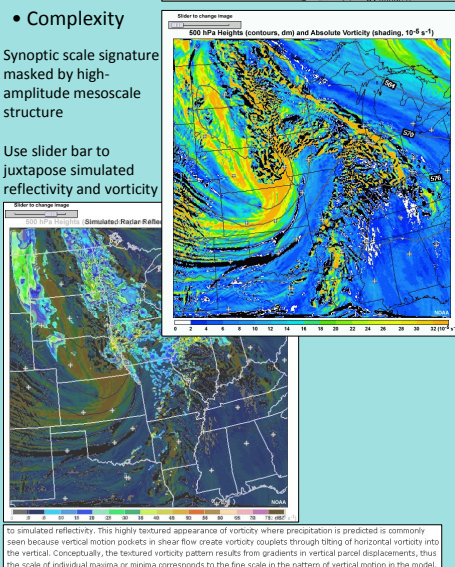 • Complexity
Synoptic scale signature
masked by high-
amplitude mesoscale
structure
Use slider bar to
juxtapose simulated
reflectivity and vorticity
Slider to change image
500 hPa Heights (contours, dm) and Absolute Vorticity (shading, 10⁻⁵ s⁻¹)
564
570
576
NOAA
0 2 4 6 8 10 12 14 16 18 20 22 24 26 28 30 32 (10⁻⁵ s⁻¹)
Slider to change image
500 hPa Heights Simulated Radar Refle
NOAA
to simulated reflectivity. This highly textured appearance of vorticity where precipitation is predicted is commonly
seen because vertical motion pockets in shear flow create vorticity couplets through tilting of horizontal vorticity into
the vertical. Conceptually, the textured vorticity pattern results from gradients in vertical parcel displacements, thus
the scale of individual maxima or minima corresponds to the fine scale in the pattern of vertical motion in the model.